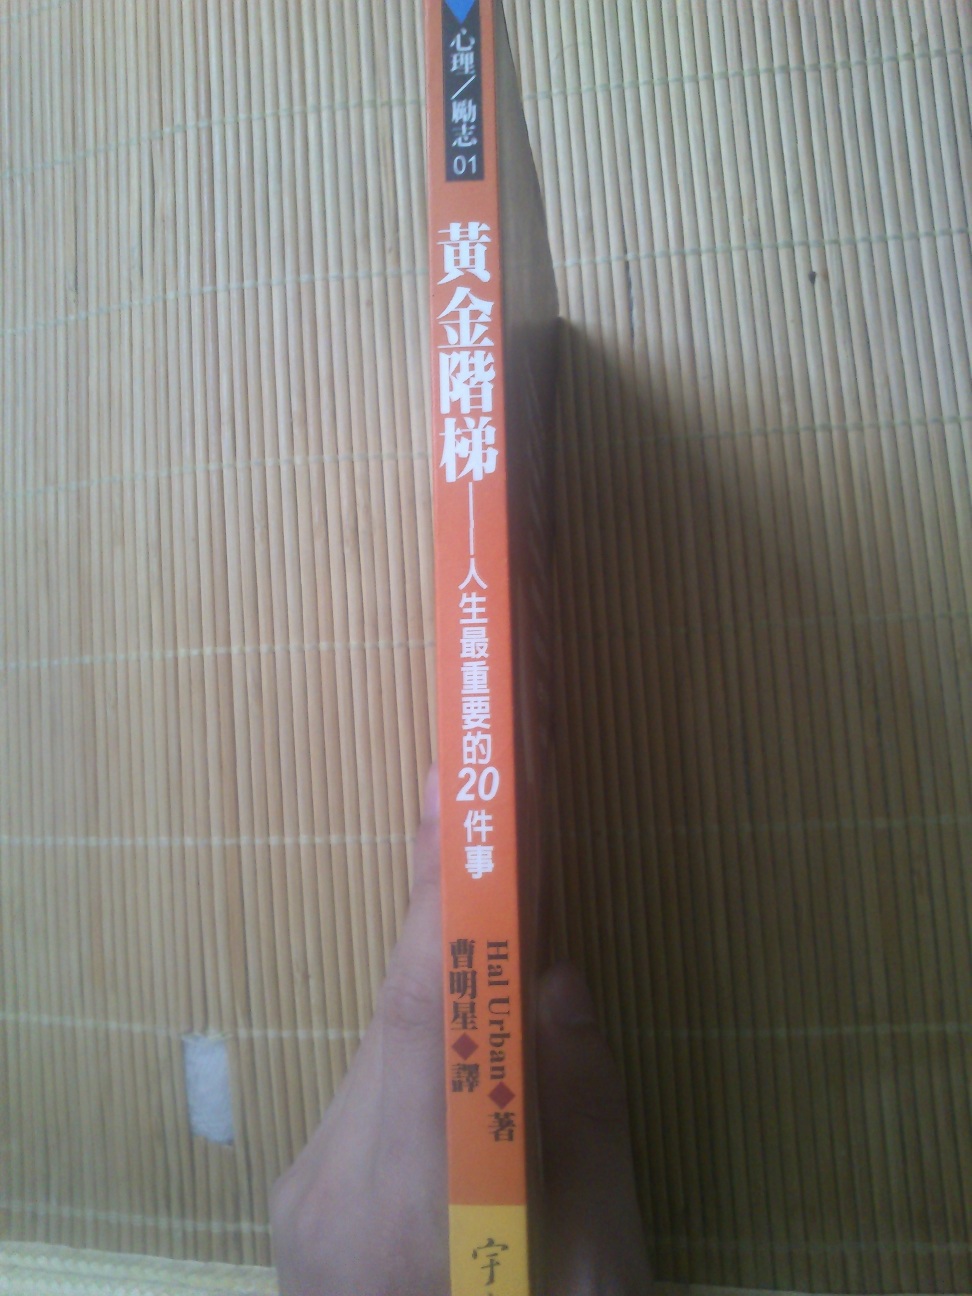 心理／勵志 01
黃金階梯——人生最重要的20件事
Hal Urban◆著
曹明星◆譯
宇